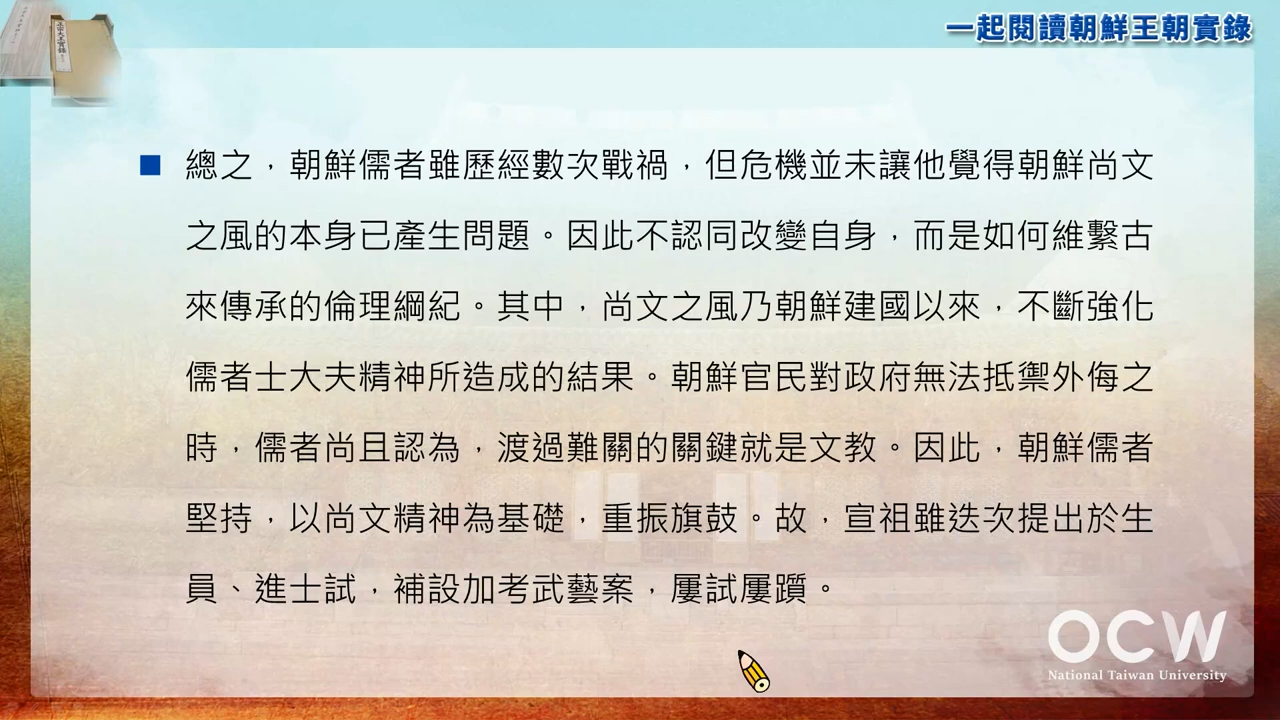 一起閱讀朝鮮王朝實錄
總之，朝鮮儒者雖歷經數次戰禍，但危機並未讓他覺得朝鮮尚文
之風的本身已產生問題。因此不認同改變自身，而是如何維繫古
來傳承的倫理綱紀。其中，尚文之風乃朝鮮建國以來，不斷強化
儒者士大夫精神所造成的結果。朝鮮官民對政府無法抵禦外侮之
時，儒者尚且認為，渡過難關的關鍵就是文教。因此，朝鮮儒者
堅持，以尚文精神為基礎，重振旗鼓。故，宣祖雖迭次提出於生
員、進士試，補設加考武藝案，屢試屢躓。
OCW
National Taiwan University